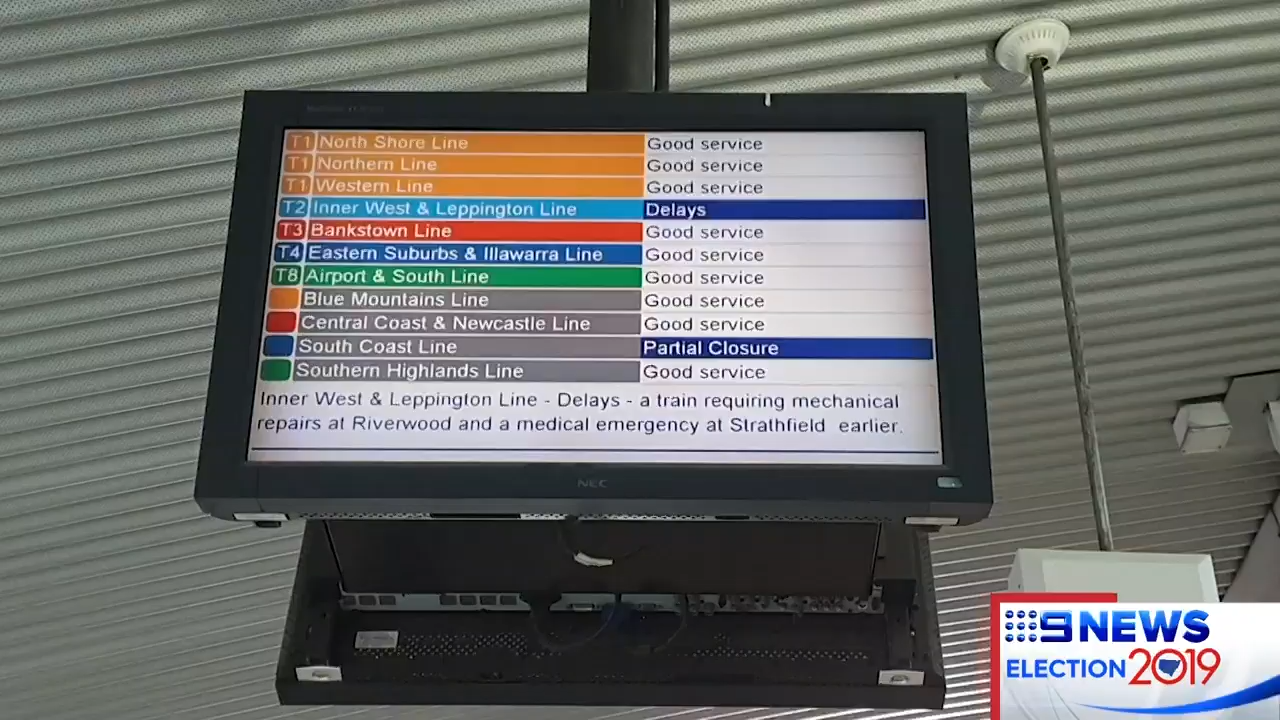 T1 North Shore Line Good service
T1 Northern Line Good service
T1 Western Line Good service
T2 Inner West & Leppington Line Delays
T3 Bankstown Line Good service
T4 Eastern Suburbs & Illawarra Line Good service
T8 Airport & South Line Good service
Blue Mountains Line Good service
Central Coast & Newcastle Line Good service
South Coast Line Partial Closure
Southern Highlands Line Good service
Inner West & Leppington Line - Delays - a train requiring mechanical
repairs at Riverwood and a medical emergency at Strathfield earlier.
NEC
9NEWS
ELECTION 2019